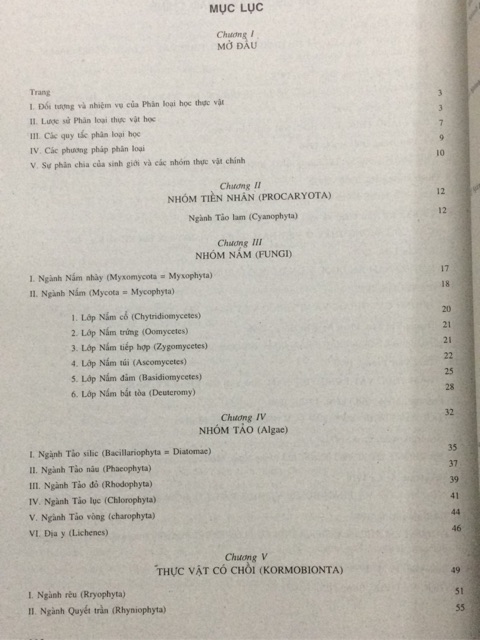 MỤC LỤC
Chương I
MỞ ĐẦU
Trang 3
I. Đối tượng và nhiệm vụ của Phân loại học thực vật 3
II. Lược sử Phân loại thực vật học 7
III. Các quy tắc phân loại học 9
IV. Các phương pháp phân loại 10
V. Sự phân chia của sinh giới và các nhóm thực vật chính
Chương II 12
NHÓM TIỀN NHÂN (PROCARYOTA)
Ngành Tảo lam (Cyanophyta) 12
Chương III
NHÓM NẤM (FUNGI)
I. Ngành Nấm nhày (Myxomycota = Myxophyta) 17
II. Ngành Nấm (Mycota = Mycophyta) 18
1. Lớp Nấm cổ (Chytridiomycetes) 20
2. Lớp Nấm trứng (Oomycetes) 21
3. Lớp Nấm tiếp hợp (Zygomycetes) 21
4. Lớp Nấm túi (Ascomycetes) 22
5. Lớp Nấm đảm (Basidiomycetes) 25
6. Lớp Nấm bất tòa (Deuteromy) 28
Chương IV 32
NHÓM TẢO (Algae)
I. Ngành Tảo silic (Bacillariophyta = Diatomae) 35
II. Ngành Tảo nâu (Phaeophyta) 37
III. Ngành Tảo đỏ (Rhodophyta) 39
IV. Ngành Tảo lục (Chlorophyta) 41
V. Ngành Tảo vòng (charophyta) 44
VI. Địa y (Lichenes) 46
Chương V
THỰC VẬT CÓ CHỒI (KORMOBIONTA) 49
I. Ngành rêu (Rryophyta) 51
II. Ngành Quyết trần (Rhyniophyta) 55